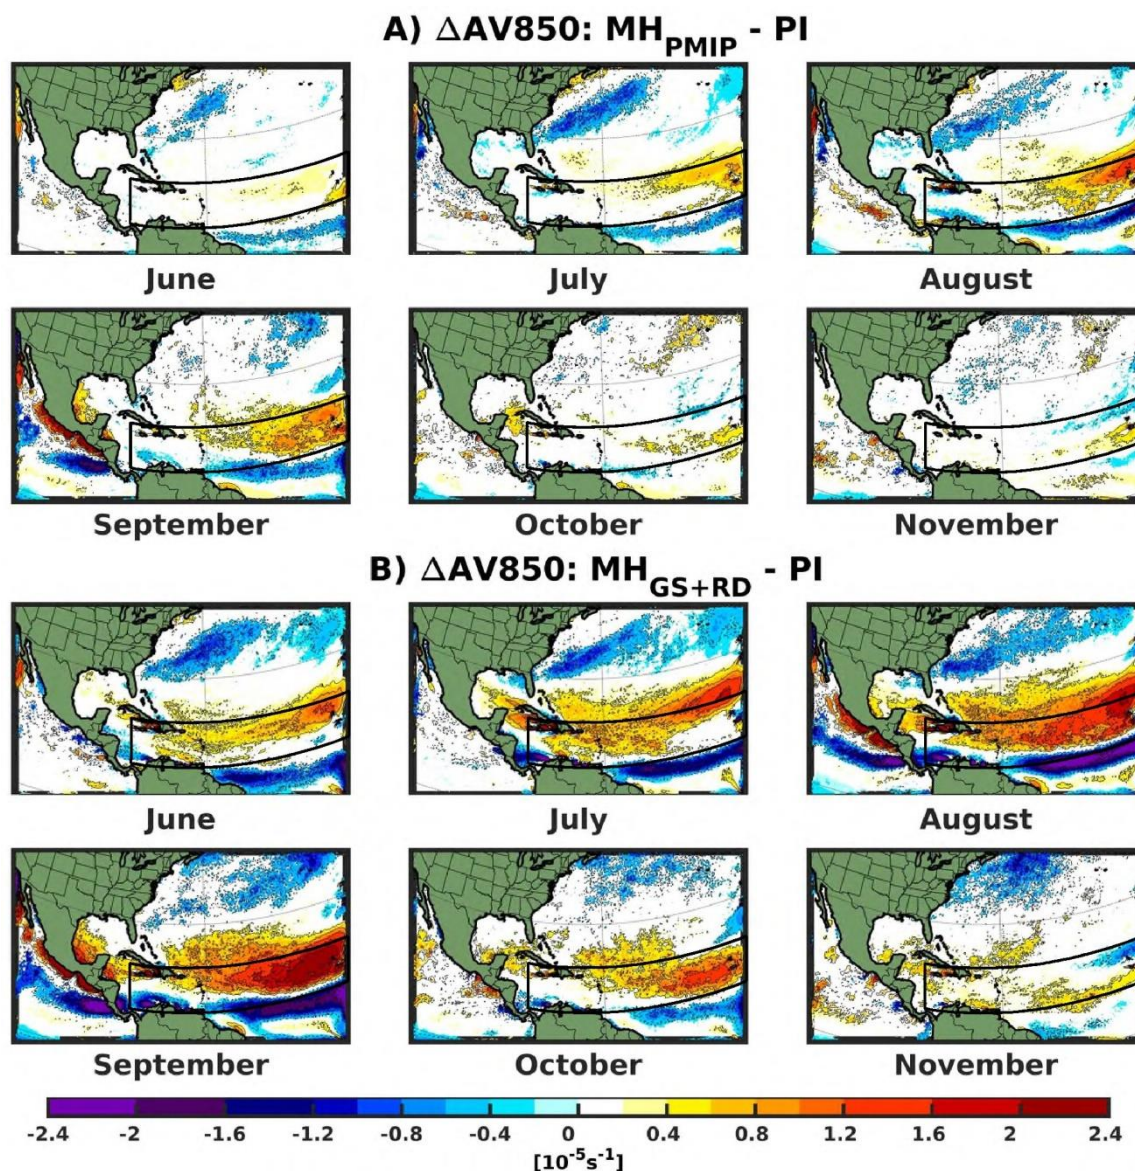 A) ΔAV850: MH_PMIP - PI
June July August
September October November
B) ΔAV850: MH_GS+RD - PI
June July August
September October November
-2.4 -2 -1.6 -1.2 -0.8 -0.4 0 0.4 0.8 1.2 1.6 2 2.4
[10⁻⁵s⁻¹]